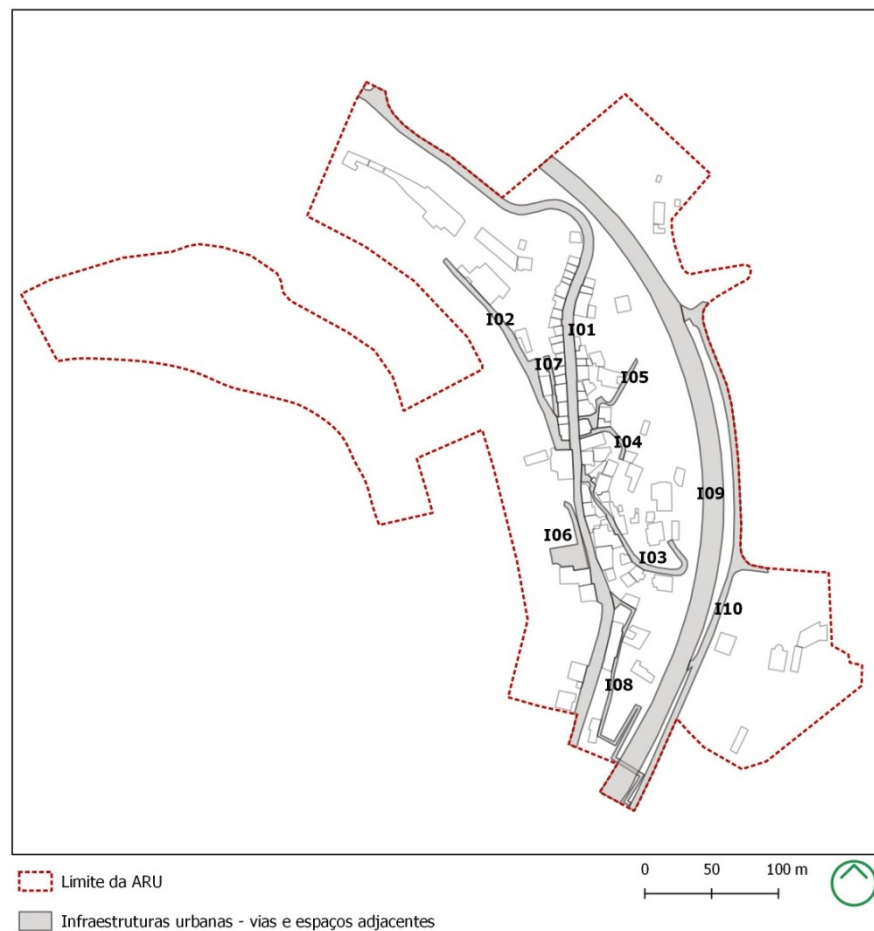 I02
I01
I07
I05
I04
I09
I06
I03
I10
I08
0 50 100 m
Limite da ARU
Infraestruturas urbanas - vias e espaços adjacentes